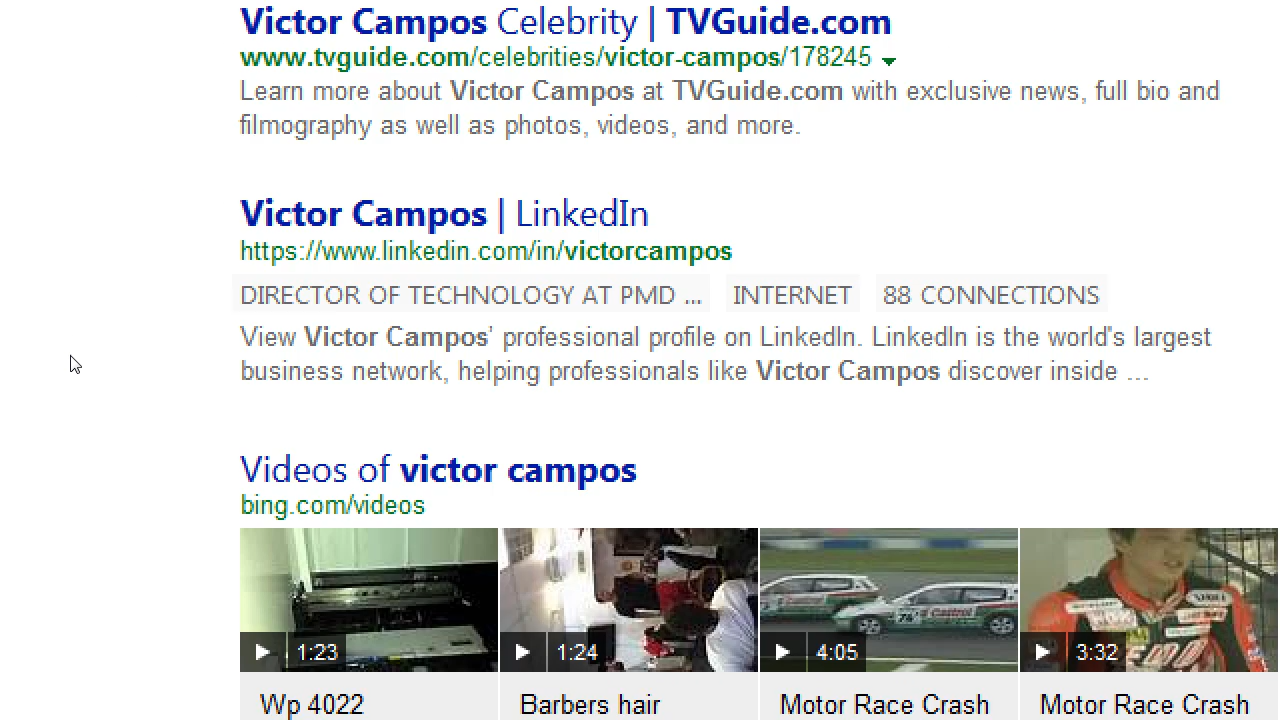 Victor Campos Celebrity | TVGuide.com
www.tvguide.com/celebrities/victor-campos/178245
Learn more about Victor Campos at TVGuide.com with exclusive news, full bio and
filmography as well as photos, videos, and more.
Victor Campos | LinkedIn
https://www.linkedin.com/in/victorcampos
DIRECTOR OF TECHNOLOGY AT PMD ... INTERNET 88 CONNECTIONS
View Victor Campos' professional profile on LinkedIn. LinkedIn is the world's largest
business network, helping professionals like Victor Campos discover inside ...
Videos of victor campos
bing.com/videos
74 Castrol
1:23 1:24 4:05 3:32
Wp 4022 Barbers hair Motor Race Crash Motor Race Crash